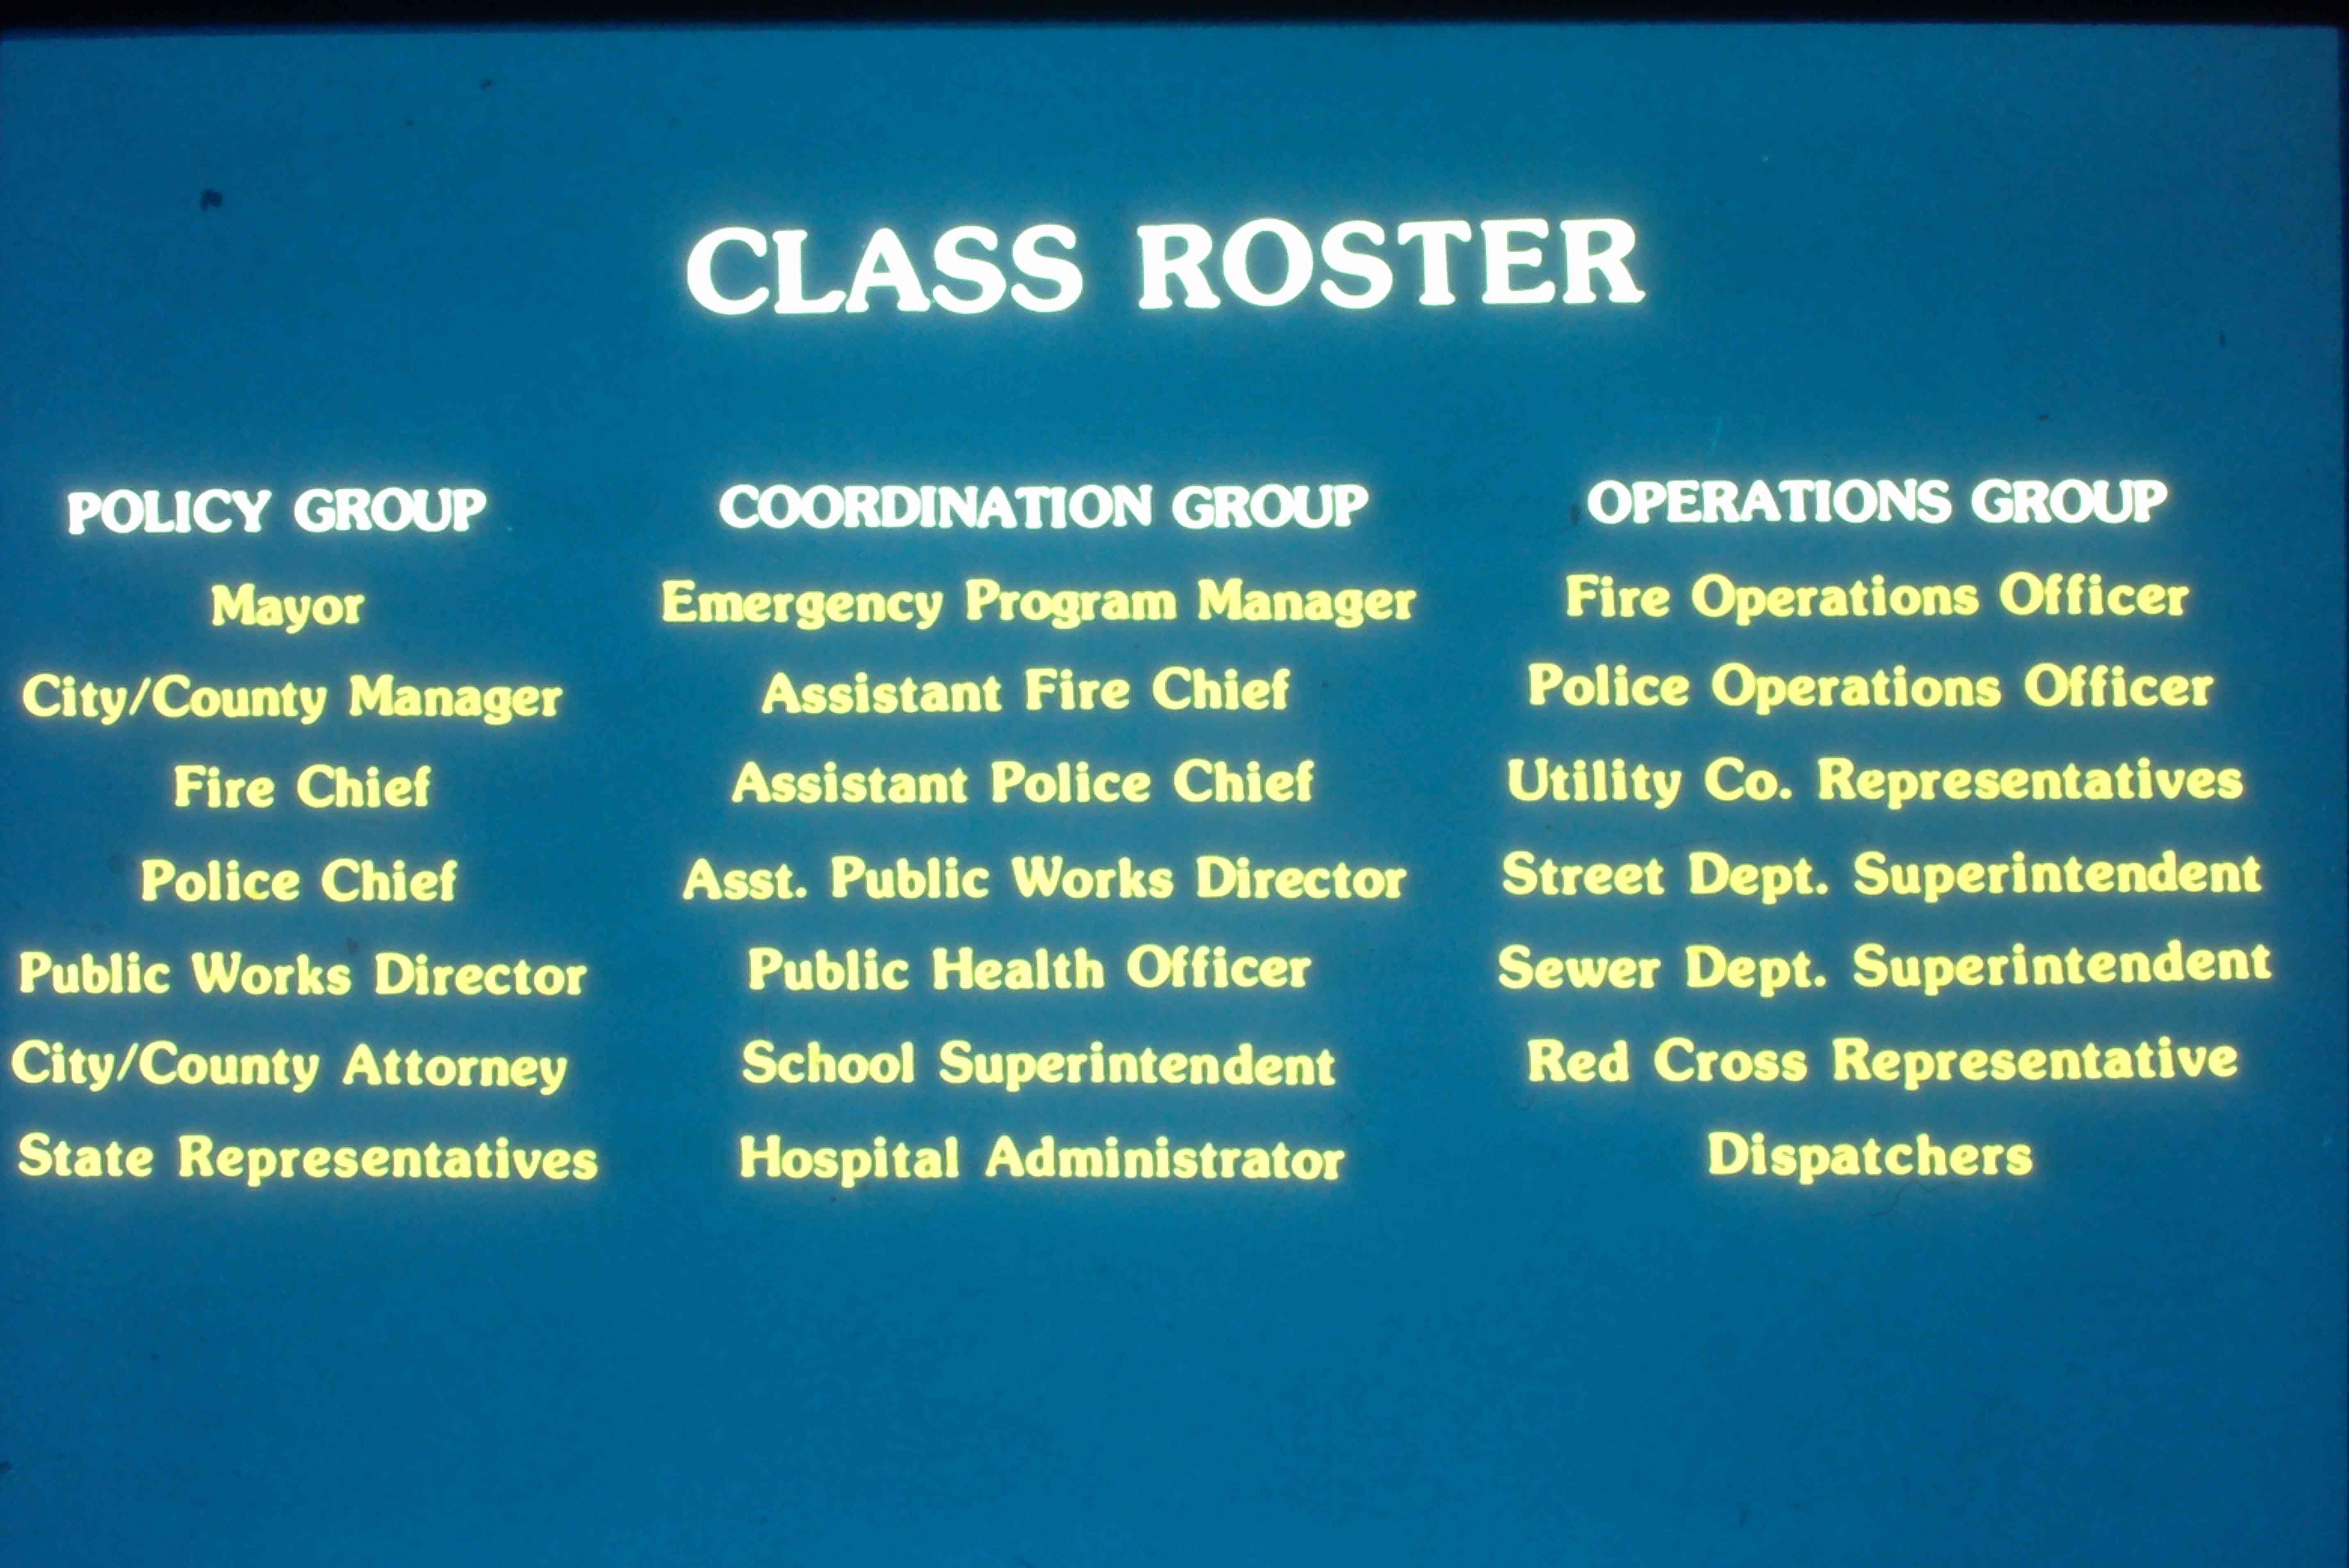 CLASS ROSTER
POLICY GROUP
Mayor
City/County Manager
Fire Chief
Police Chief
Public Works Director
City/County Attorney
State Representatives
COORDINATION GROUP
Emergency Program Manager
Assistant Fire Chief
Assistant Police Chief
Asst. Public Works Director
Public Health Officer
School Superintendent
Hospital Administrator
OPERATIONS GROUP
Fire Operations Officer
Police Operations Officer
Utility Co. Representatives
Street Dept. Superintendent
Sewer Dept. Superintendent
Red Cross Representative
Dispatchers